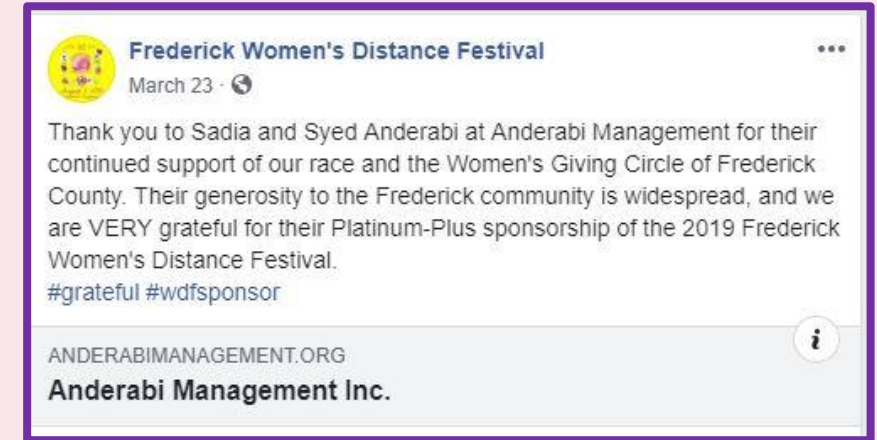 Frederick Women's Distance Festival
March 23 ·
Thank you to Sadia and Syed Anderabi at Anderabi Management for their
continued support of our race and the Women's Giving Circle of Frederick
County. Their generosity to the Frederick community is widespread, and we
are VERY grateful for their Platinum-Plus sponsorship of the 2019 Frederick
Women's Distance Festival.
#grateful #wdfsponsor
i
ANDERABIMANAGEMENT.ORG
Anderabi Management Inc.